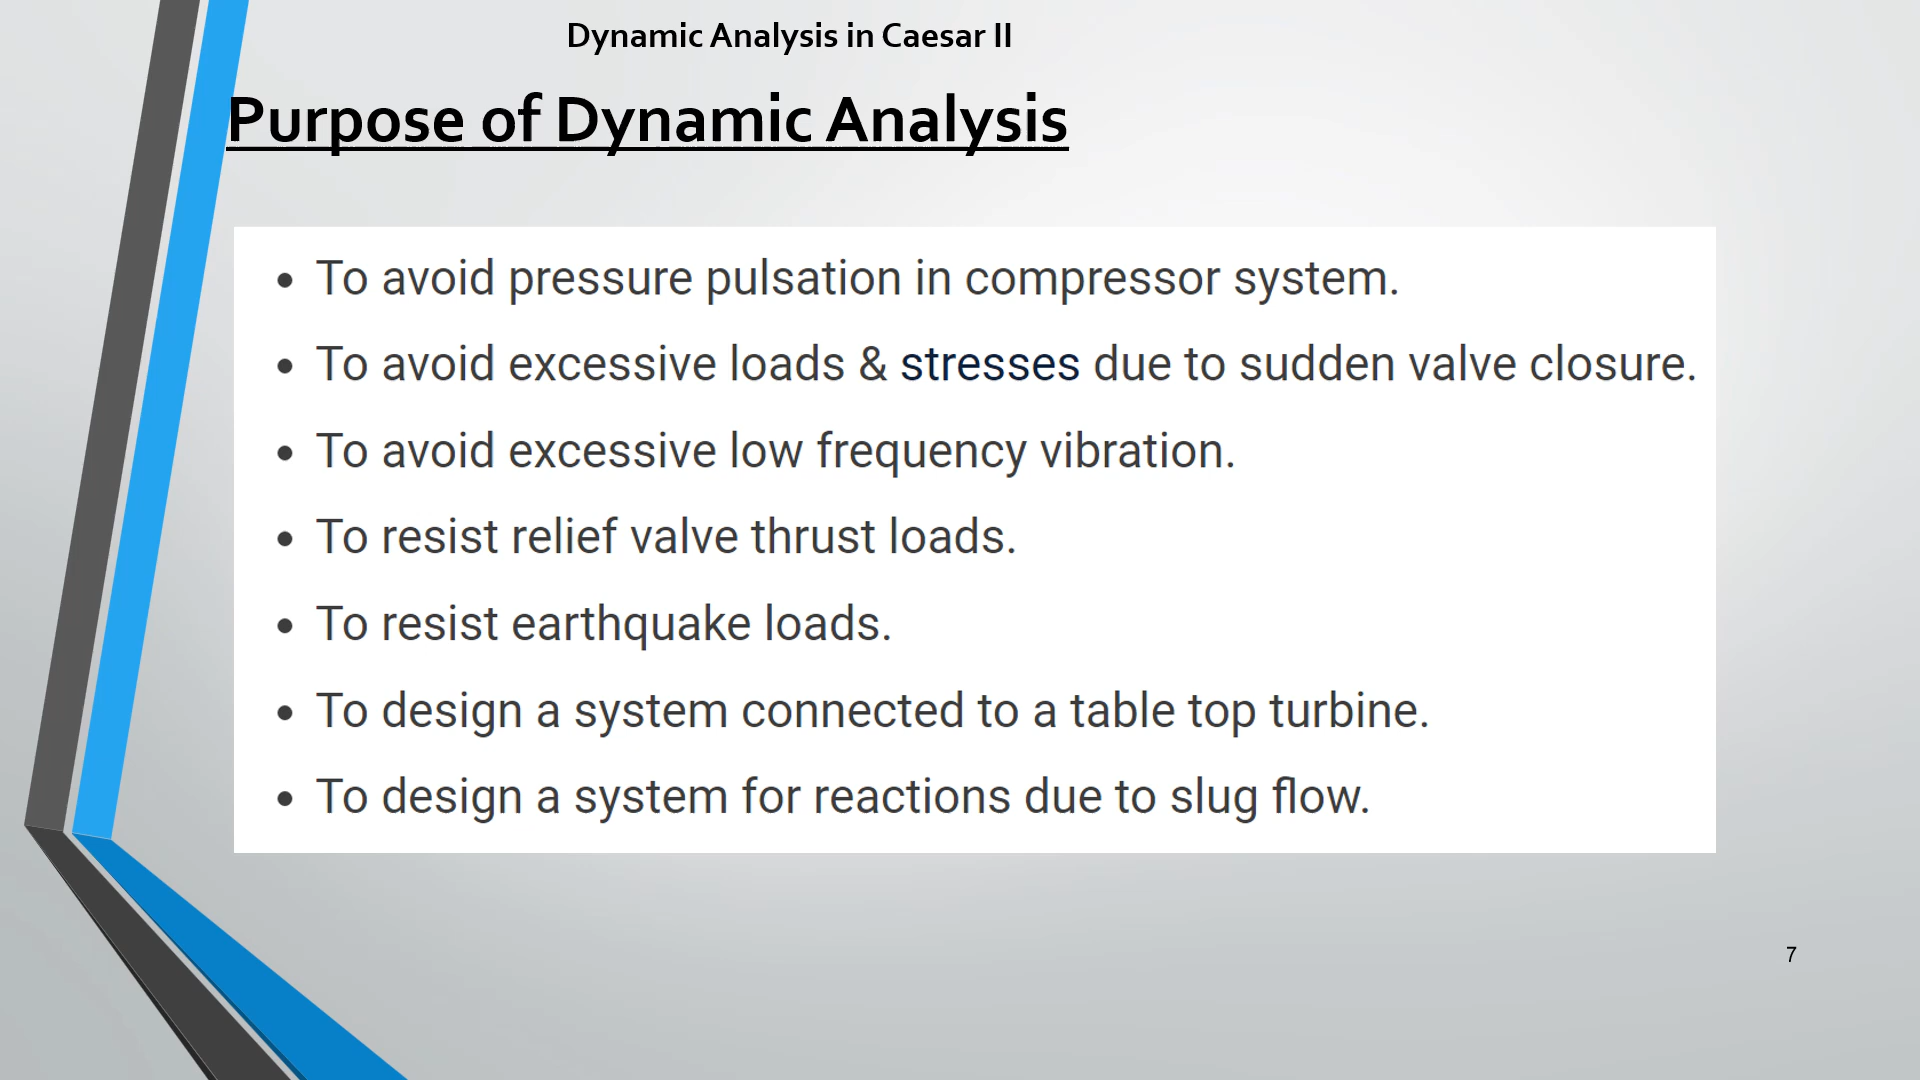 Dynamic Analysis in Caesar II
Purpose of Dynamic Analysis
• To avoid pressure pulsation in compressor system.
• To avoid excessive loads & stresses due to sudden valve closure.
• To avoid excessive low frequency vibration.
• To resist relief valve thrust loads.
• To resist earthquake loads.
• To design a system connected to a table top turbine.
• To design a system for reactions due to slug flow.
7